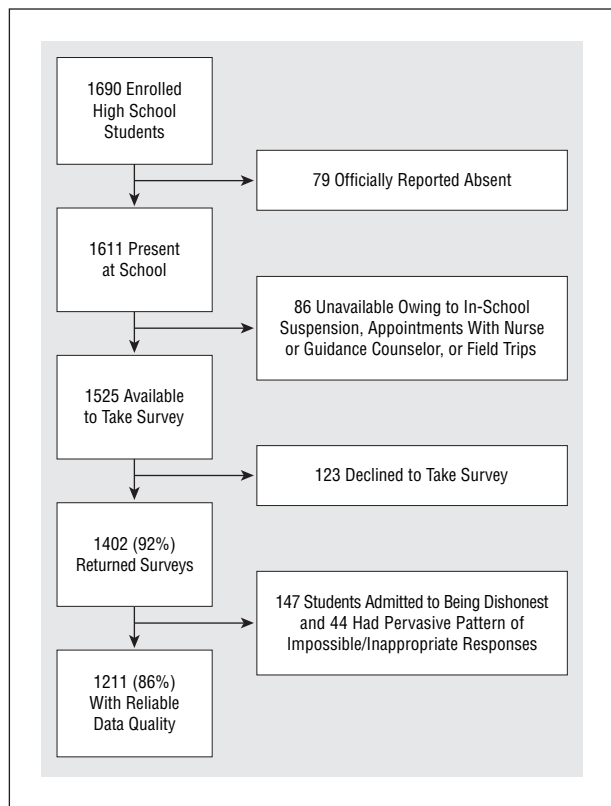 1690 Enrolled
High School
Students
79 Officially Reported Absent
1611 Present
at School
86 Unavailable Owing to In-School
Suspension, Appointments With Nurse
or Guidance Counselor, or Field Trips
1525 Available
to Take Survey
123 Declined to Take Survey
1402 (92%)
Returned Surveys
147 Students Admitted to Being Dishonest
and 44 Had Pervasive Pattern of
Impossible/Inappropriate Responses
1211 (86%)
With Reliable
Data Quality